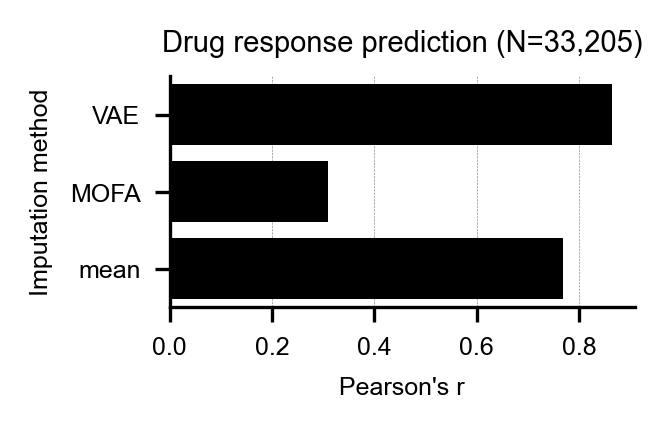 Drug response prediction (N=33,205)
Imputation method
VAE
MOFA
mean
0.0 0.2 0.4 0.6 0.8
Pearson's r